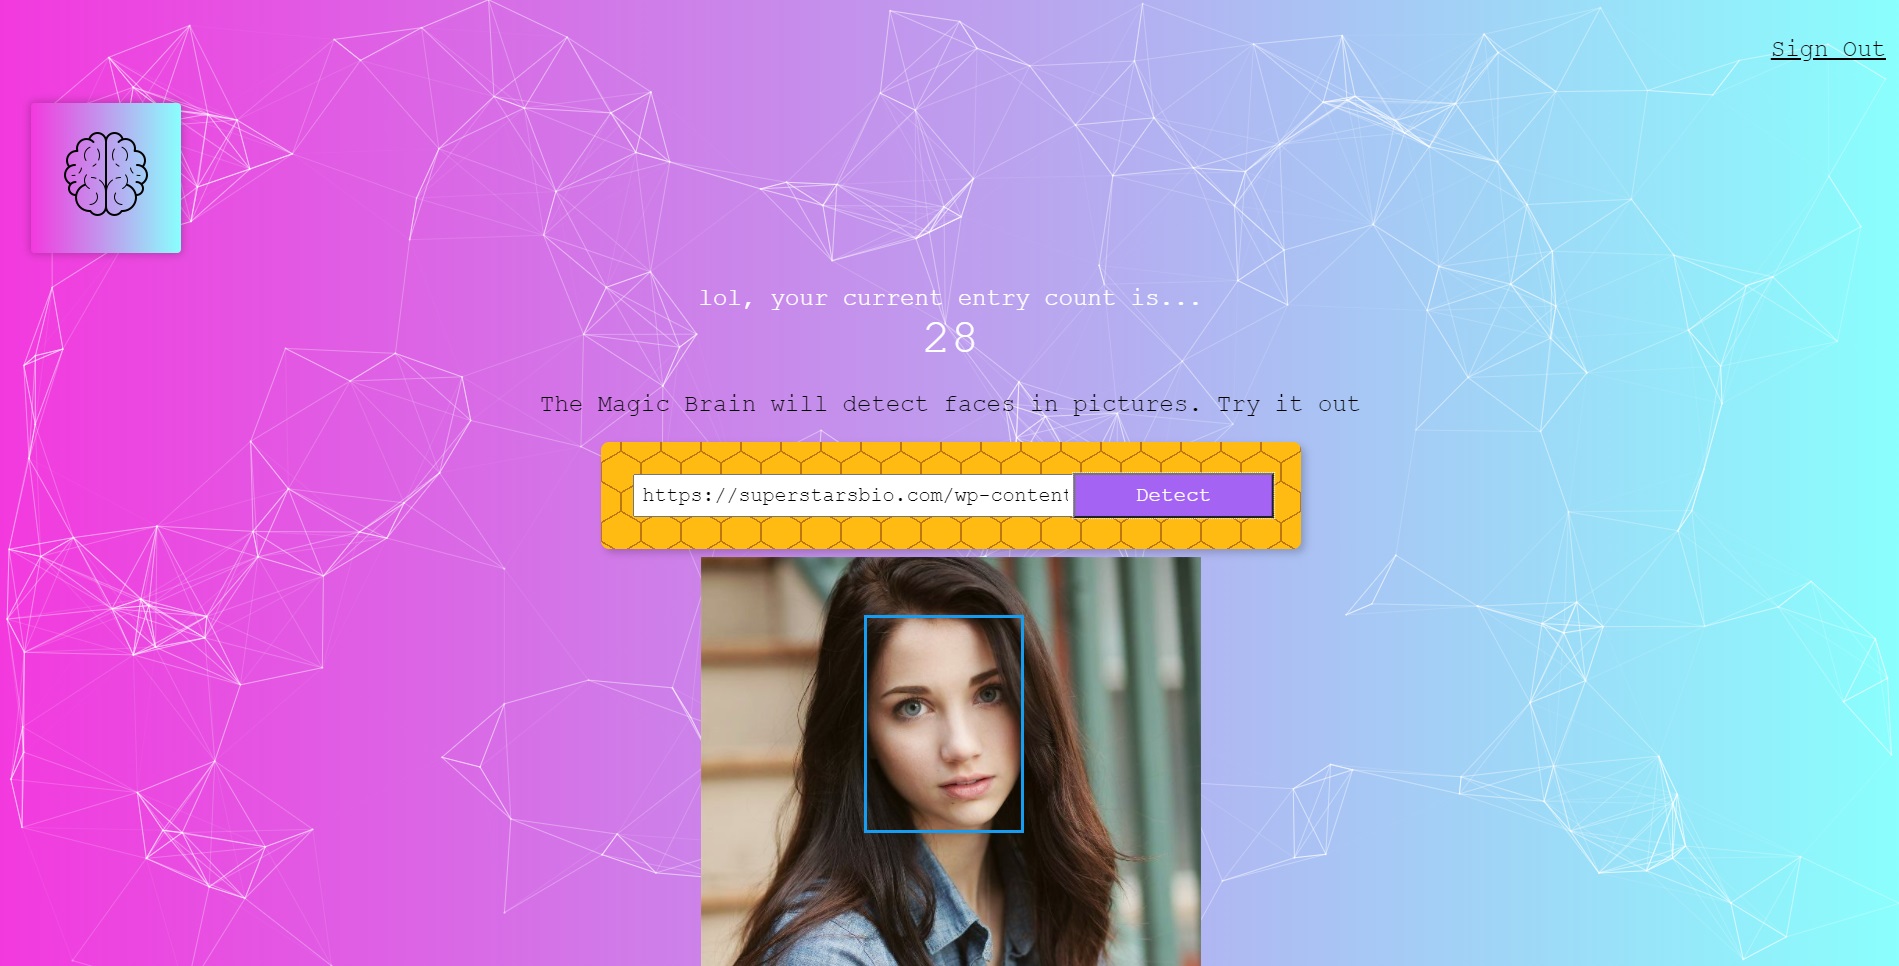 Sign Out
lol, your current entry count is...
28
The Magic Brain will detect faces in pictures. Try it out
https://superstarsbio.com/wp-content
Detect